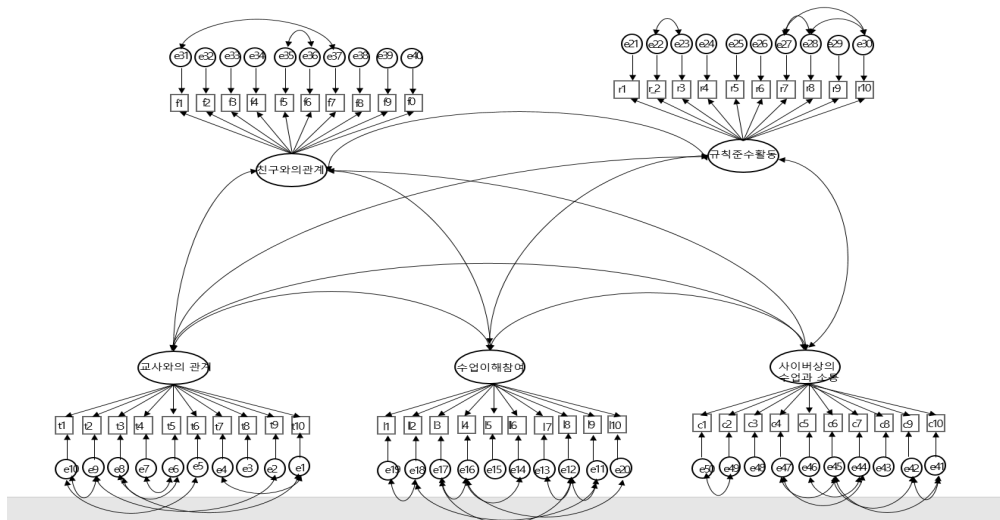 e31 e32 e33 e34 e35 e36 e37 e38 e39 e40
e21 e22 e23 e24 e25 e26 e27 e28 e29 e30
f1 f2 f3 f4 f5 f6 f7 f8 f9 f0
r1 r_2 r3 r4 r5 r6 r7 r8 r9 r10
친구와의관계
규칙준수활동
교사와의 관계
수업이해참여
사이버상의
수업과 소통
t1 t2 t3 t4 t5 t6 t7 t8 t9 t10
l1 l2 l3 l4 l5 l6 l7 l8 l9 l10
c1 c2 c3 c4 c5 c6 c7 c8 c9 c10
e10 e9 e8 e7 e6 e5 e4 e3 e2 e1
e19 e18 e17 e16 e15 e14 e13 e12 e11 e20
e50 e49 e48 e47 e46 e45 e44 e43 e42 e41